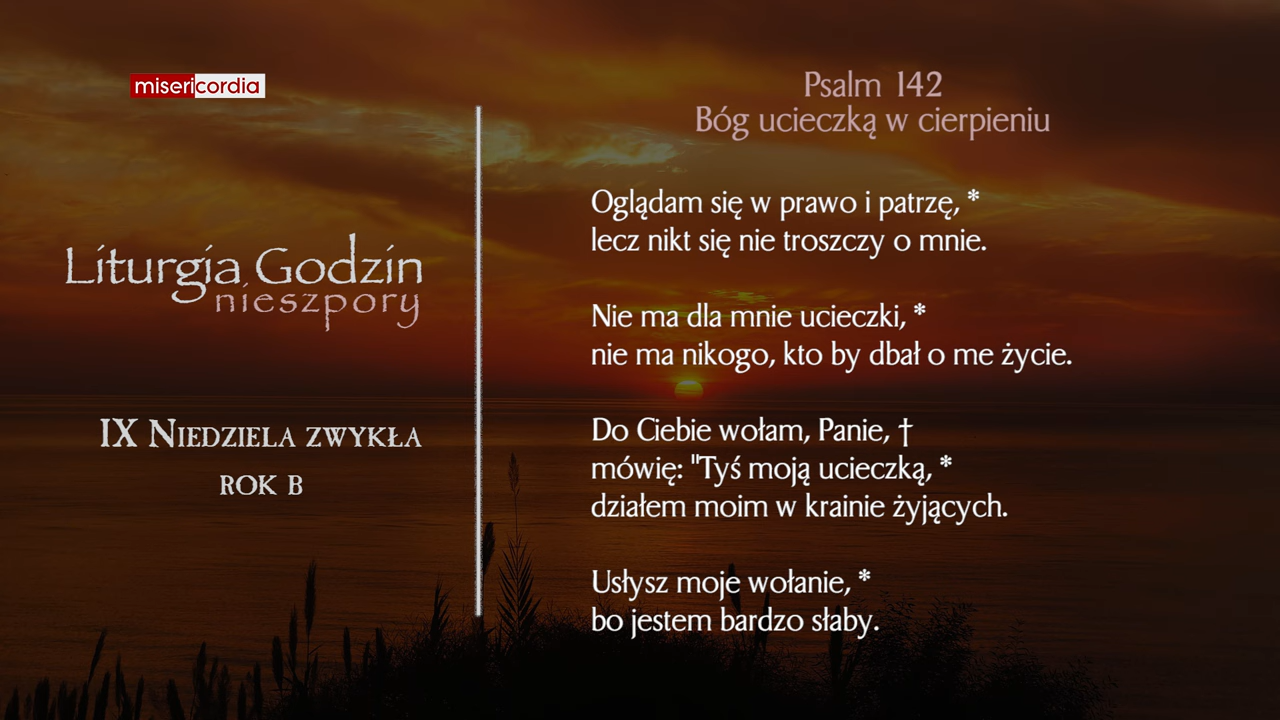 misericordia
Liturgia Godzin
nieszpory
IX Niedziela zwykła
rok B
Psalm 142
Bóg ucieczką w cierpieniu
Oglądam się w prawo i patrzę, *
lecz nikt się nie troszczy o mnie.
Nie ma dla mnie ucieczki, *
nie ma nikogo, kto by dbał o me życie.
Do Ciebie wołam, Panie, †
mówię: "Tyś moją ucieczką, *
działem moim w krainie żyjących.
Usłysz moje wołanie, *
bo jestem bardzo słaby.